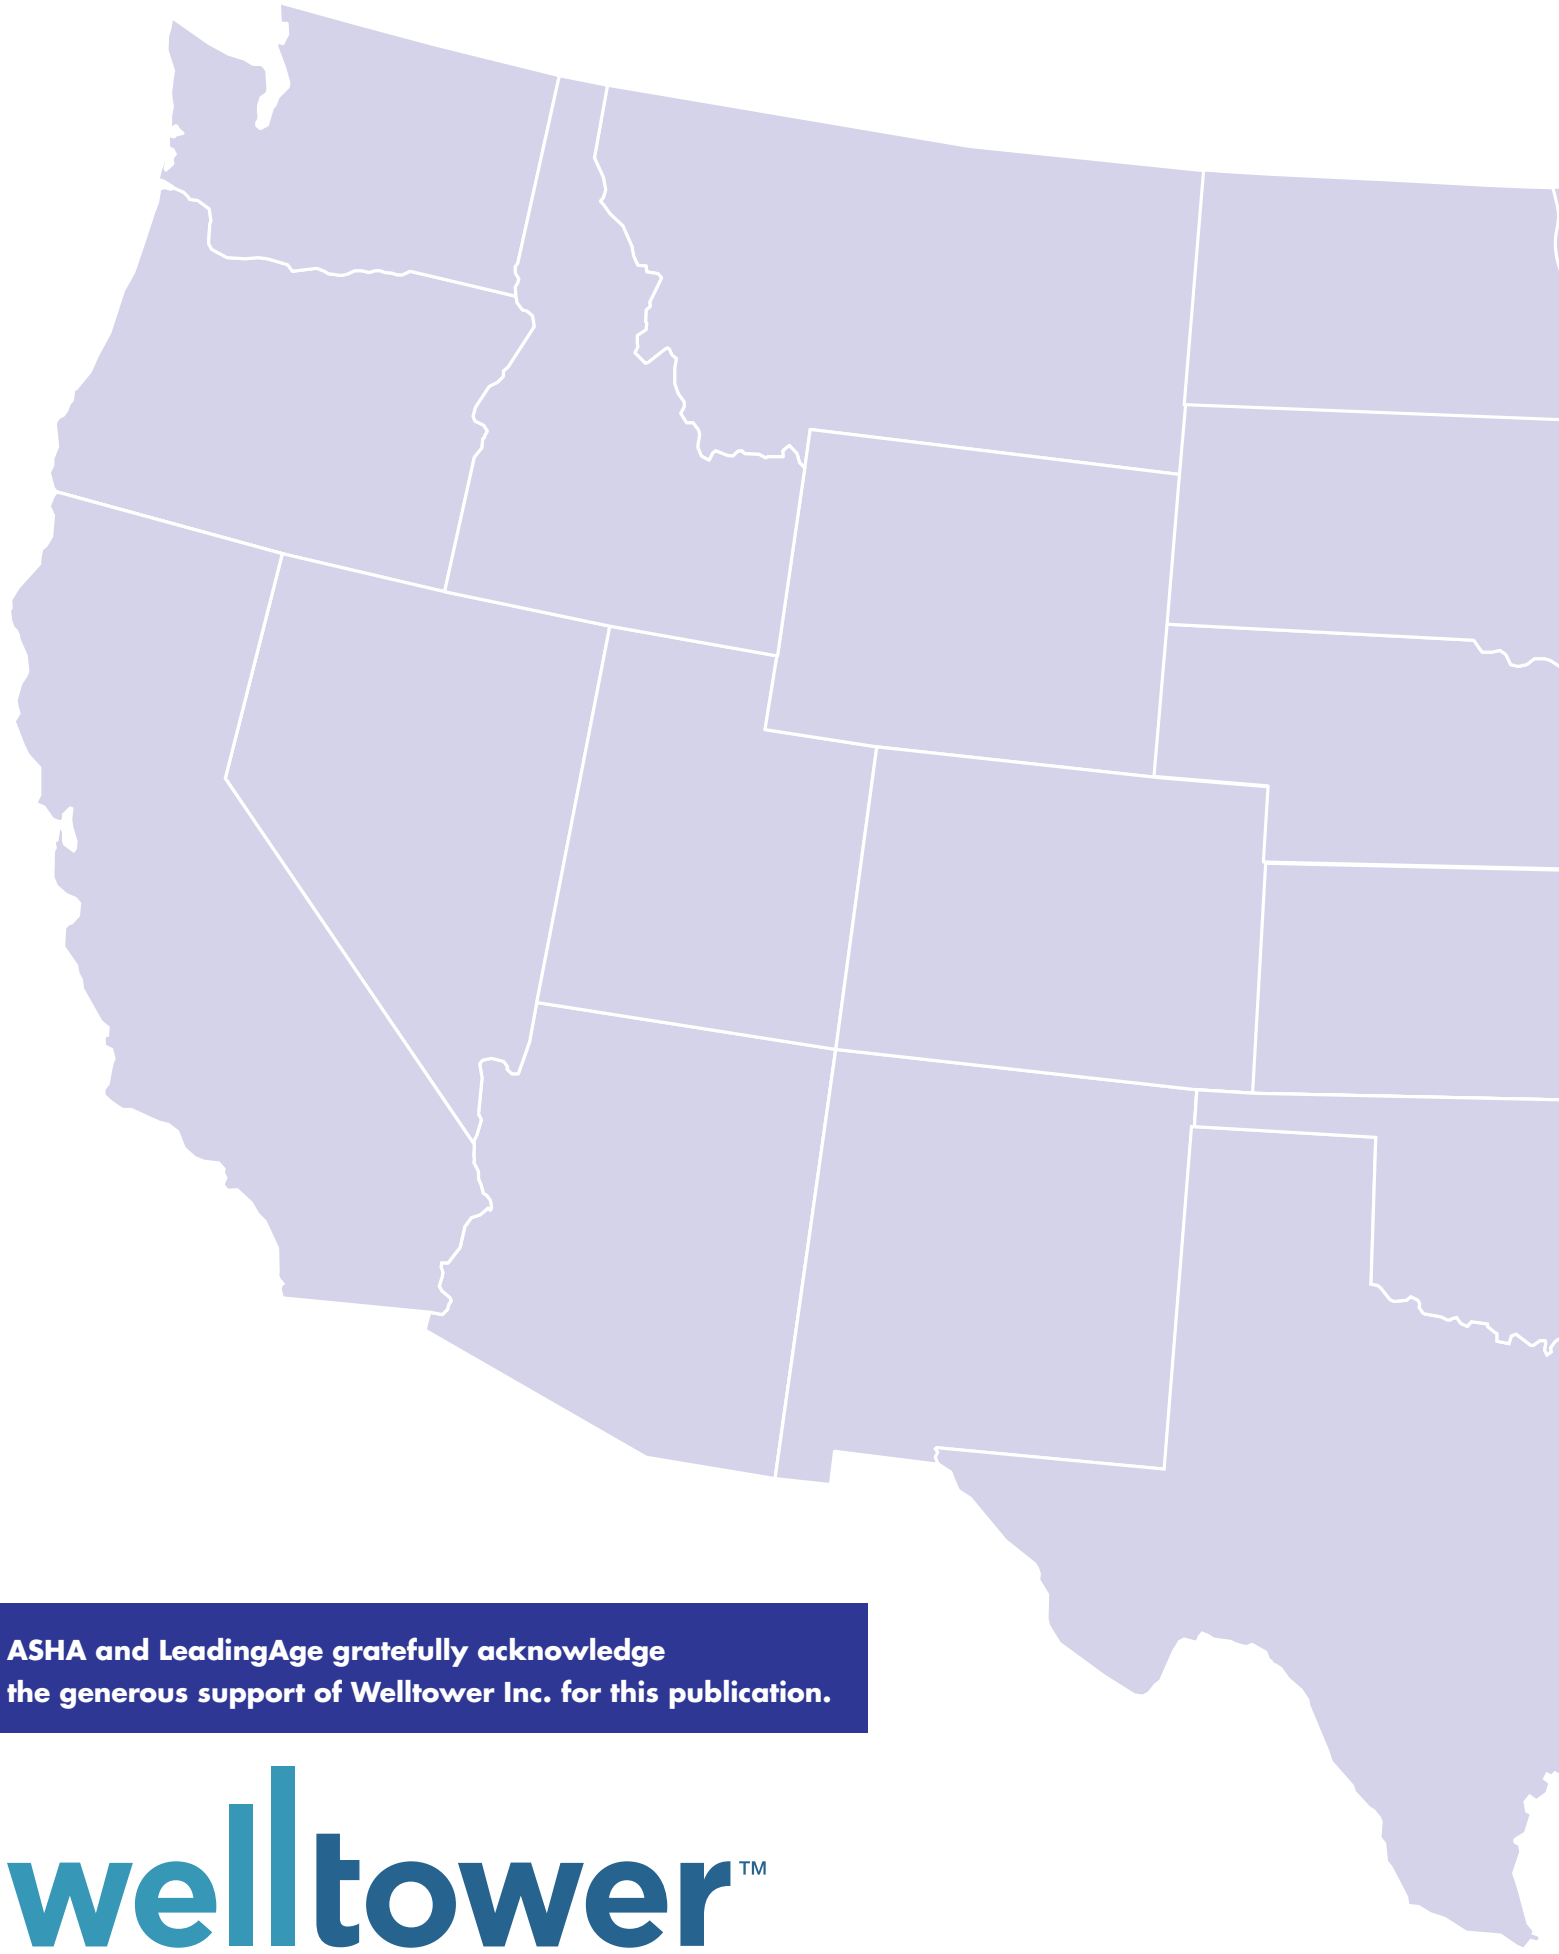 ASHA and LeadingAge gratefully acknowledge
the generous support of Welltower Inc. for this publication.
welltower™